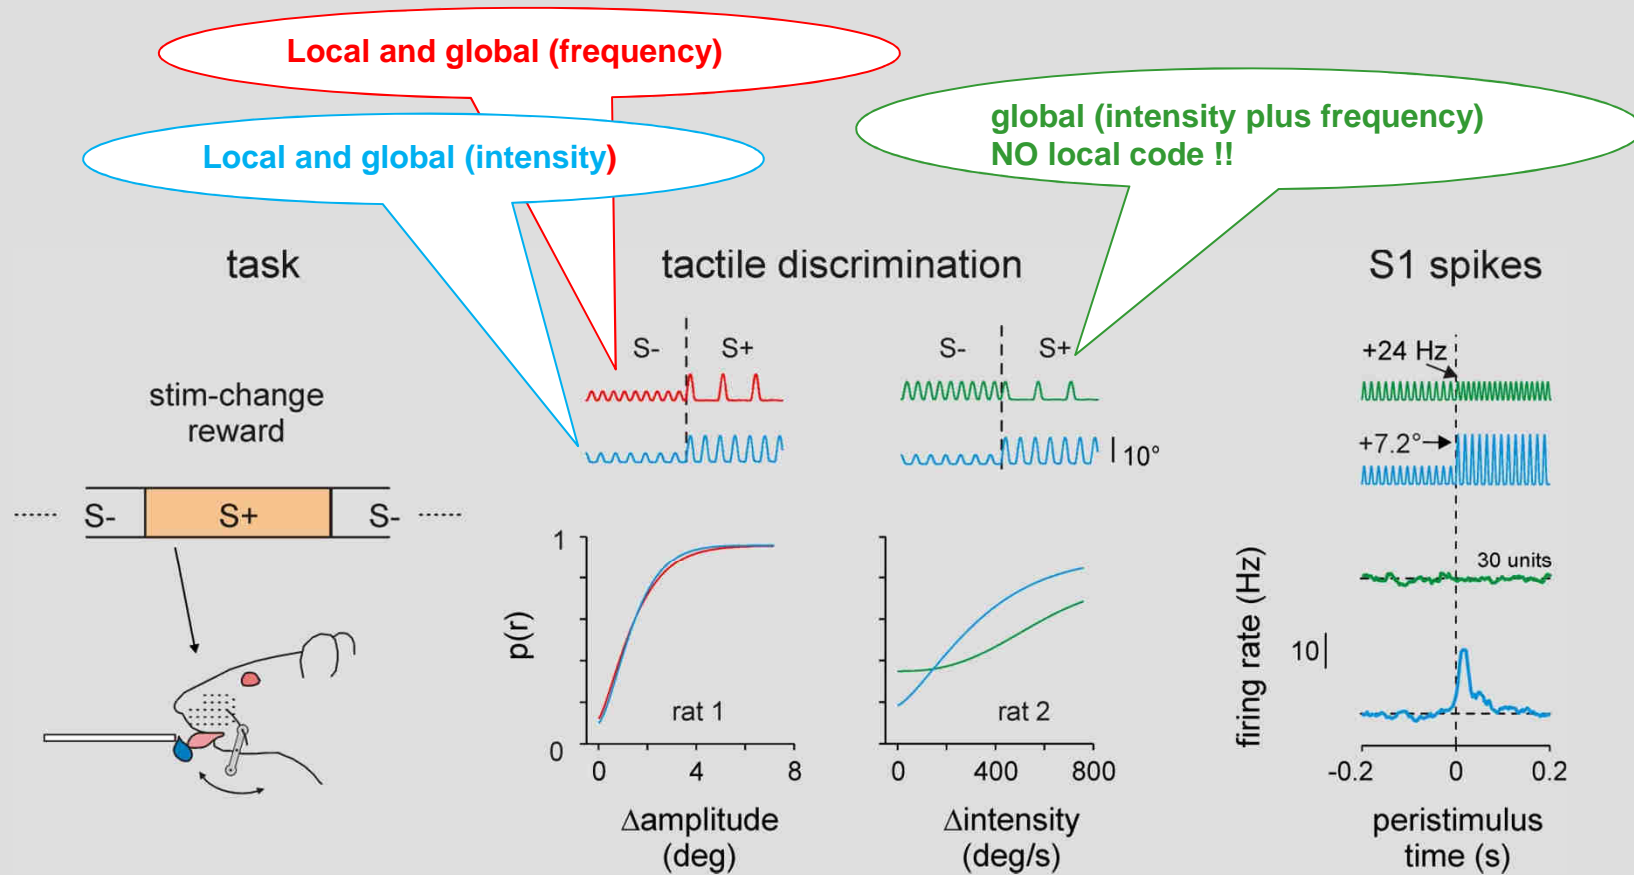 Local and global (frequency)
Local and global (intensity)
global (intensity plus frequency)
NO local code !!
task
stim-change
reward
S- S+ S-
tactile discrimination
S- S+
S- S+
10°
1
p(r)
0
rat 1
0 4 8
Δamplitude
(deg)
rat 2
0 400 800
Δintensity
(deg/s)
S1 spikes
+24 Hz
+7.2°
30 units
firing rate (Hz)
10
-0.2 0 0.2
peristimulus
time (s)